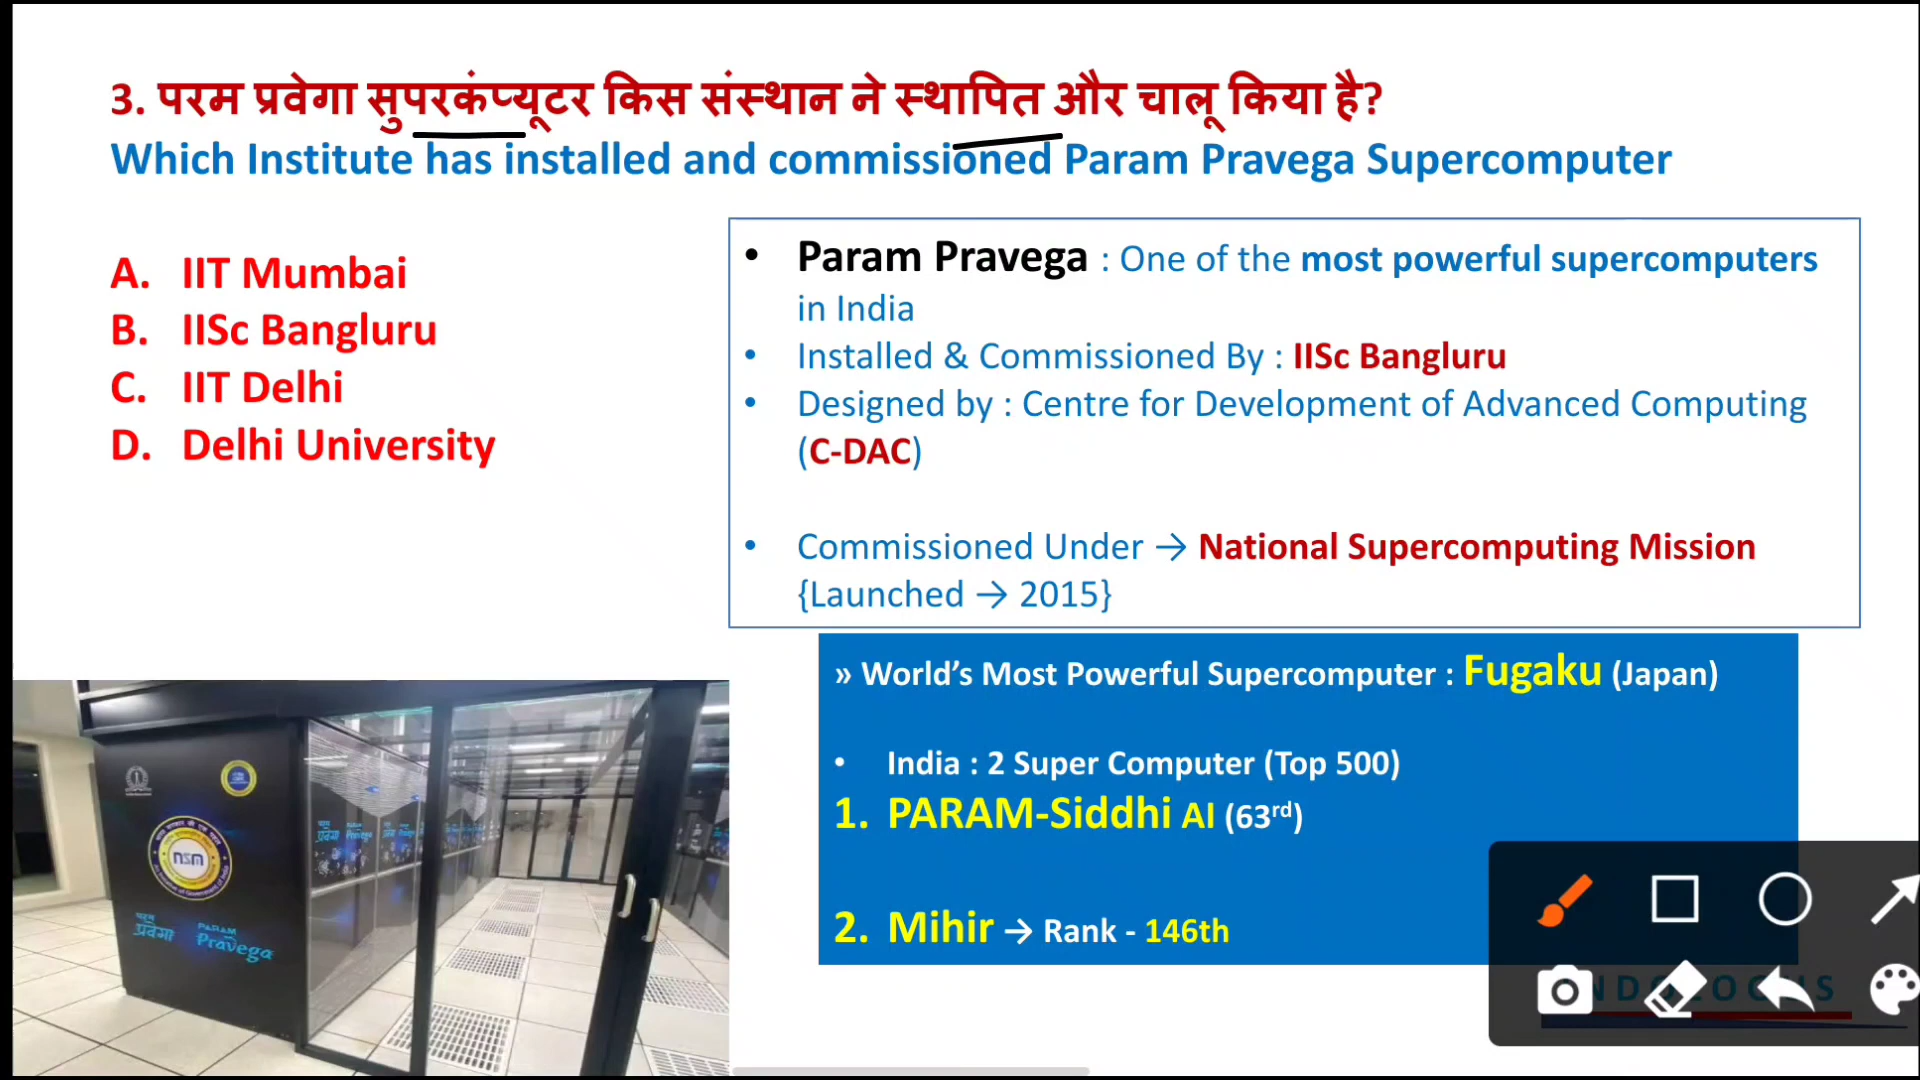 3. परम प्रवेगा सुपरकंप्यूटर किस संस्थान ने स्थापित और चालू किया है?
Which Institute has installed and commissioned Param Pravega Supercomputer
A. IIT Mumbai
B. IISc Bangluru
C. IIT Delhi
D. Delhi University
• Param Pravega : One of the most powerful supercomputers
in India
• Installed & Commissioned By : IISc Bangluru
• Designed by : Centre for Development of Advanced Computing
(C-DAC)
• Commissioned Under → National Supercomputing Mission
{Launched → 2015}
» World’s Most Powerful Supercomputer : Fugaku (Japan)
• India : 2 Super Computer (Top 500)
1. PARAM-Siddhi AI (63rd)
2. Mihir → Rank - 146th
nsm
परम
प्रवेगा
PARAM
Pravega